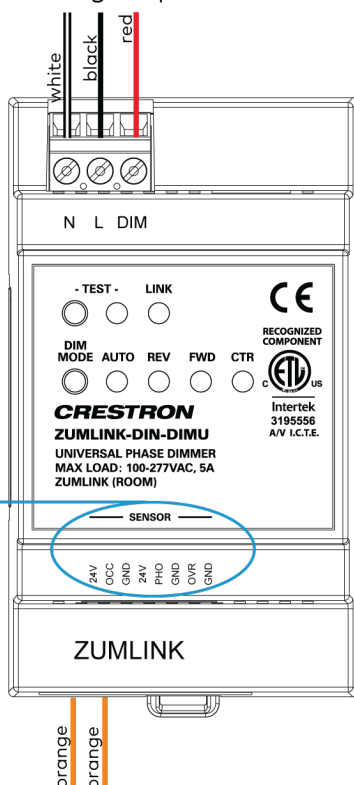 white
black
red
N L DIM
- TEST - LINK
DIM MODE AUTO REV FWD CTR
CE
RECOGNIZED
COMPONENT
C ETL US
LISTED
Intertek
3195556
A/V I.C.T.E.
CRESTRON
ZUMLINK-DIN-DIMU
UNIVERSAL PHASE DIMMER
MAX LOAD: 100-277VAC, 5A
ZUMLINK (ROOM)
SENSOR
24V OCC GND 24V PHO GND OVR GND
ZUMLINK
orange
orange